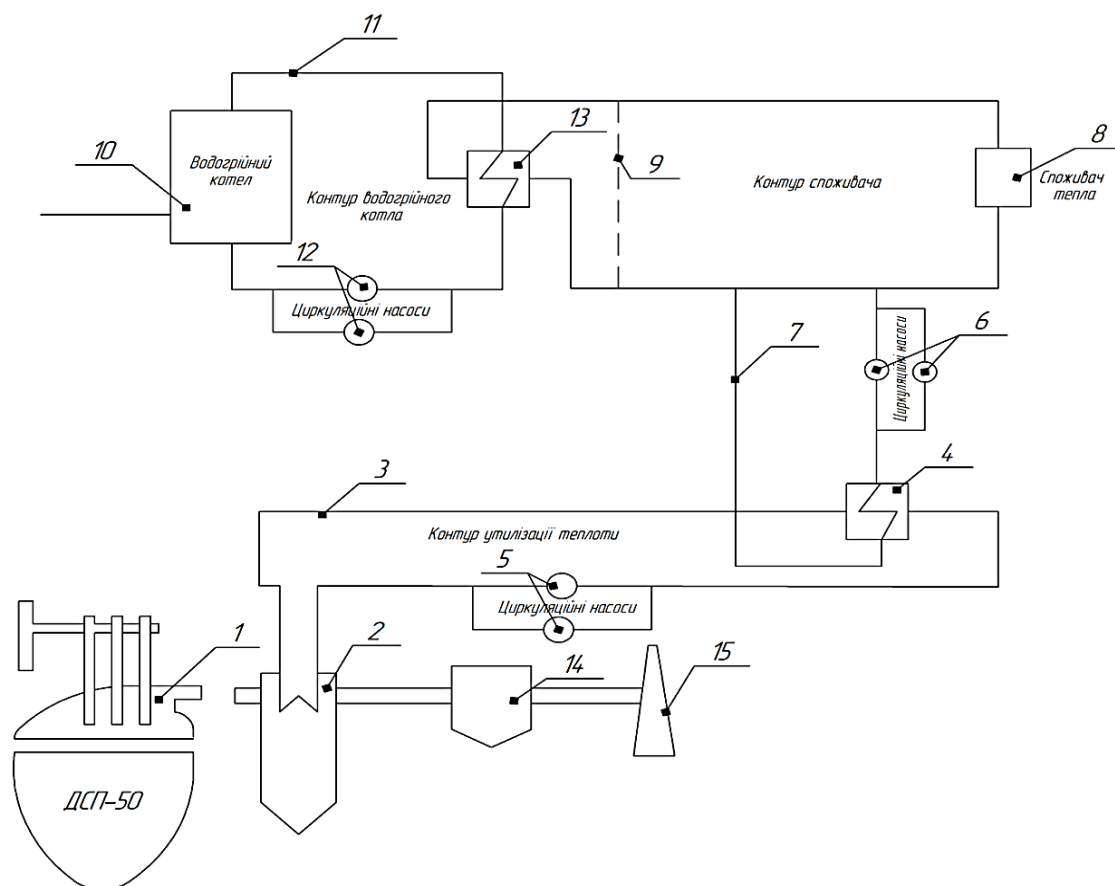 11
10
Водогрійний
котел
13
8
9
Контур водогрійного
котла
Контур споживача
Споживач
тепла
12
Циркуляційні насоси
7
6
Циркуляційні насоси
3
4
Контур утилізації теплоти
5
Циркуляційні насоси
1
2
14
15
ДСП-50